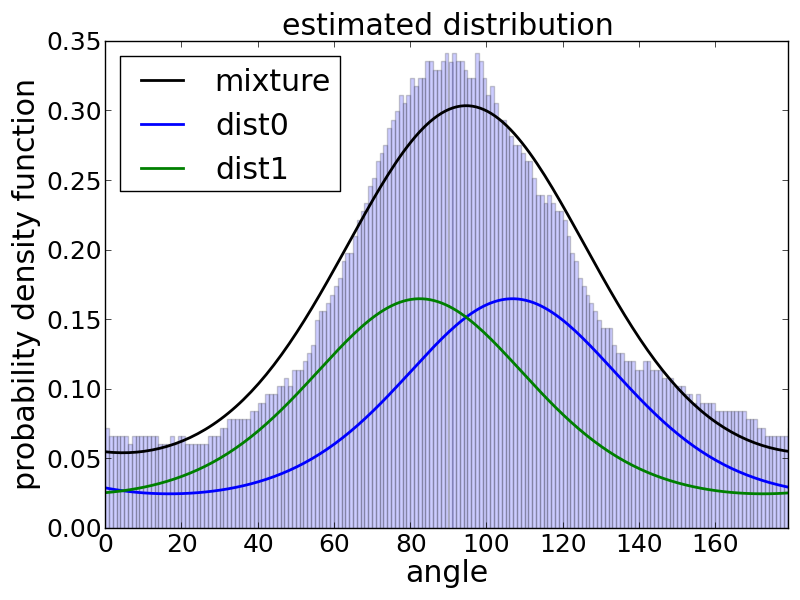 estimated distribution
probability density function
0.35
0.30
0.25
0.20
0.15
0.10
0.05
0.00
mixture
dist0
dist1
0 20 40 60 80 100 120 140 160
angle